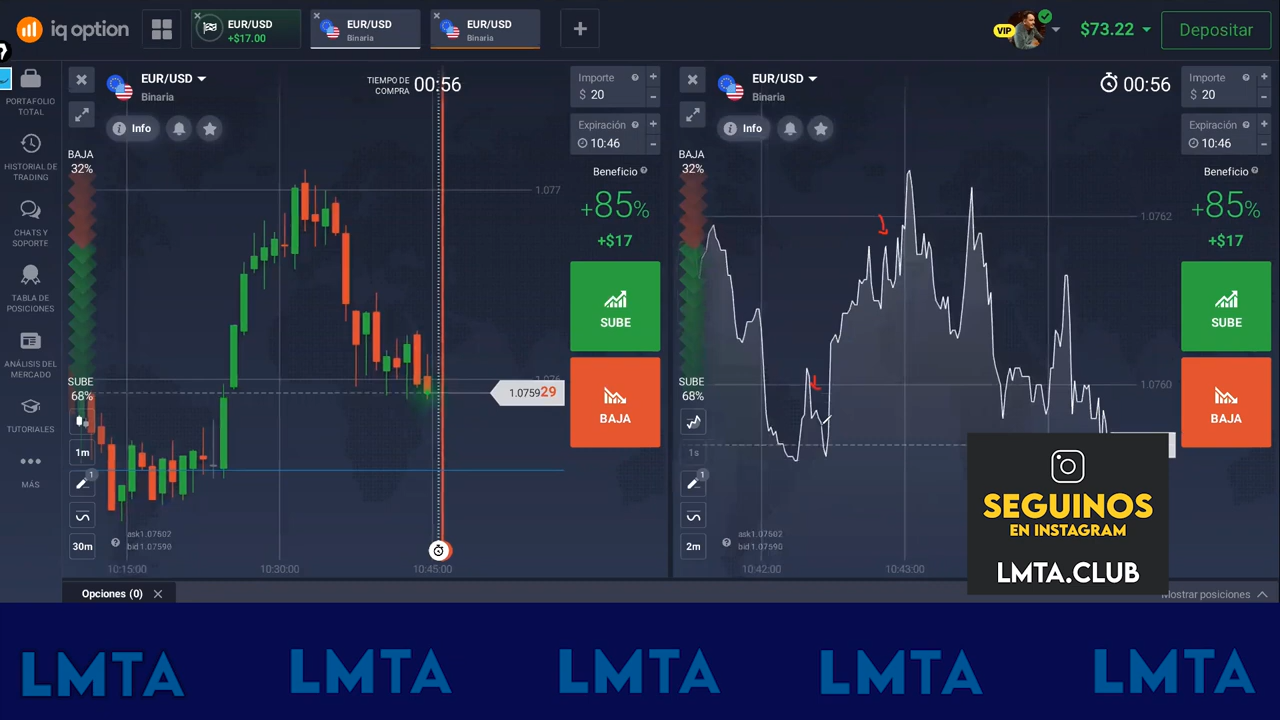 iq option
EUR/USD
+$17.00
EUR/USD
Binaria
EUR/USD
Binaria
+
VIP
$73.22
Depositar
PORTAFOLIO
TOTAL
HISTORIAL DE
TRADING
CHATS Y
SOPORTE
TABLA DE
POSICIONES
ANÁLISIS DEL
MERCADO
TUTORIALES
MÁS
EUR/USD
Binaria
TIEMPO DE
COMPRA
00:56
Info
BAJA
32%
SUBE
68%
1m
1
30m
1.077
1.076
1.075929
ask1.07602
bid1.07590
10:15:00
10:30:00
10:45:00
Importe
$ 20
Expiración
10:46
Beneficio
+85%
+$17
SUBE
BAJA
EUR/USD
Binaria
00:56
Info
BAJA
32%
SUBE
68%
1s
1
2m
1.0762
1.0760
ask1.07602
bid1.07590
10:42:00
10:43:00
Importe
$ 20
Expiración
10:46
Beneficio
+85%
+$17
SUBE
BAJA
SEGUINOS
EN INSTAGRAM
LMTA.CLUB
Opciones (0)
Mostrar posiciones
LMTA
LMTA
LMTA
LMTA
LMTA